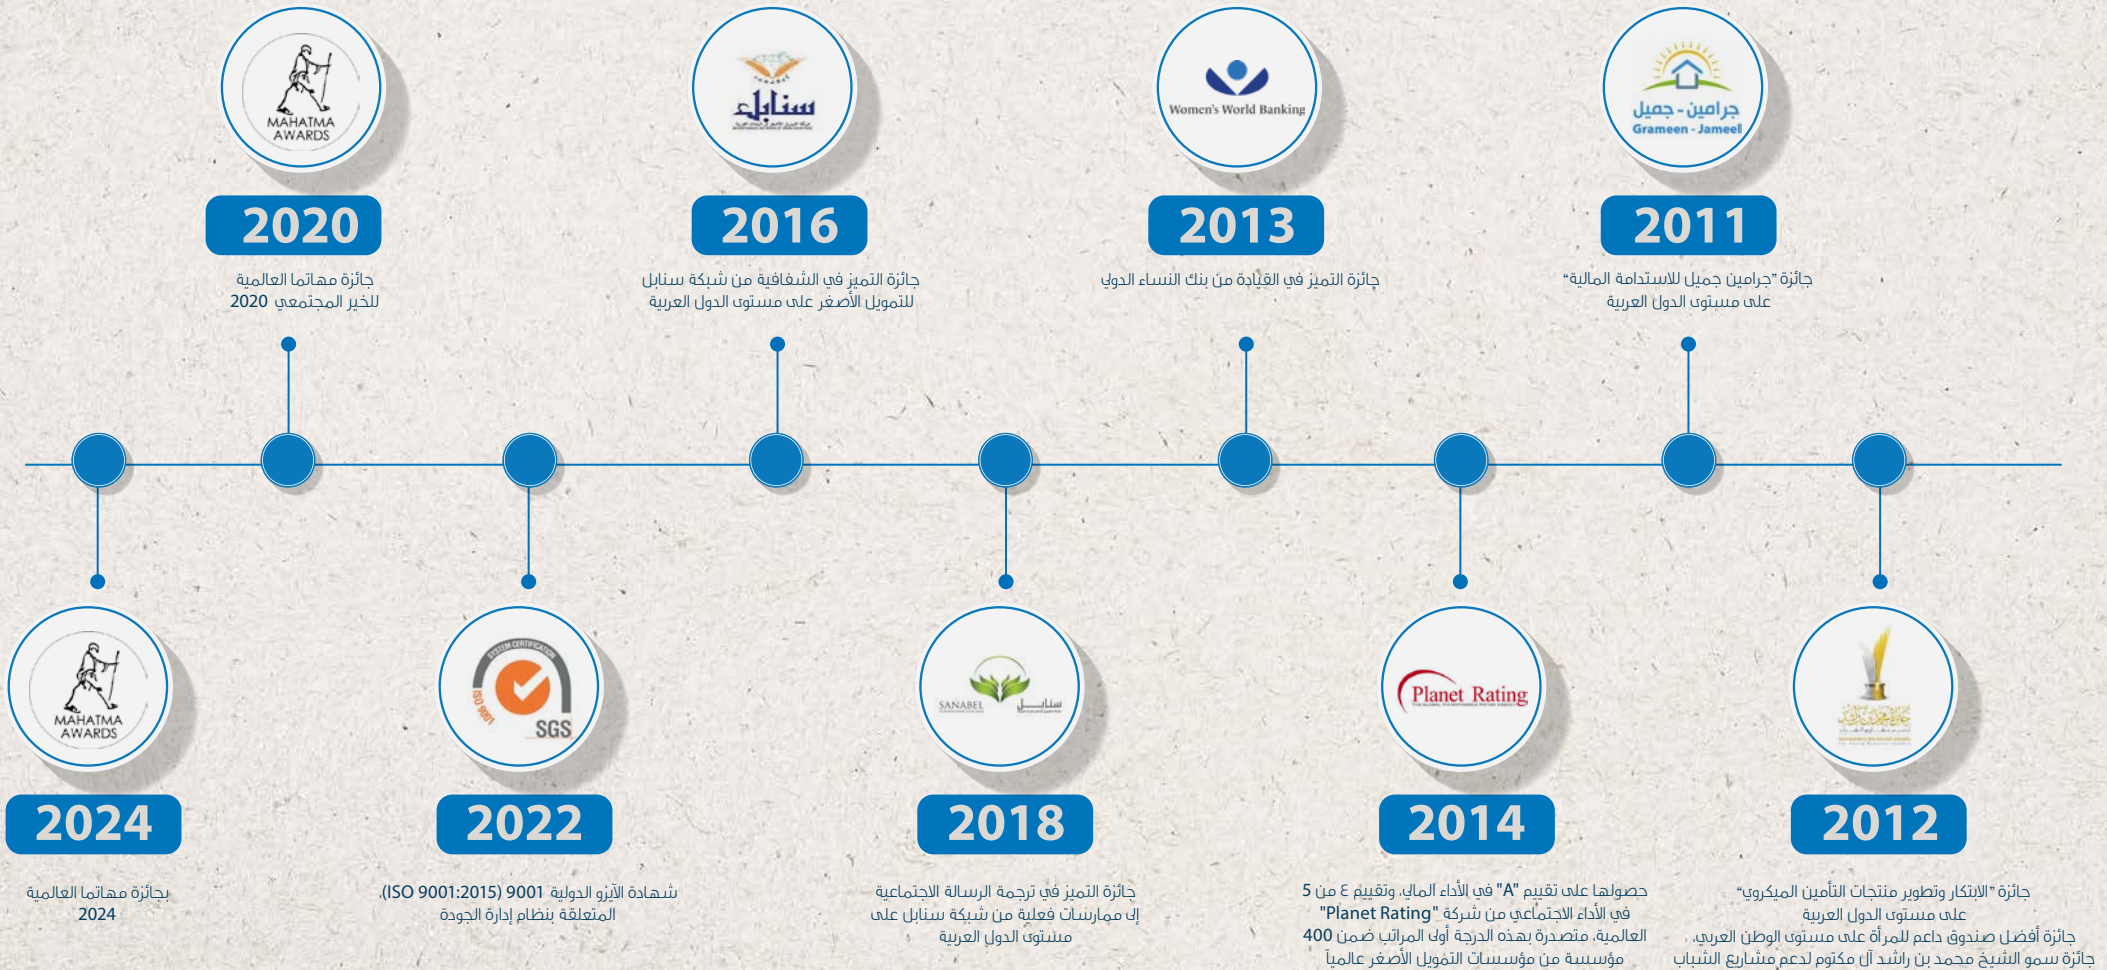 جرامين - جميل
Grameen - Jameel
2011
جائزة "جرامين جميل للاستدامة المالية"
على مستوى الدول العربية
Women's World Banking
2013
جائزة التميز في القيادة من بنك النساء الدولي
SANABEL
سنابل
2016
جائزة التميز في الشفافية من شبكة سنابل
للتمويل الأصغر على مستوى الدول العربية
MAHATMA
AWARDS
2020
جائزة مهاتما العالمية
للخير المجتمعي 2020
2012
جائزة "الابتكار وتطوير منتجات التأمين الميكروي"
على مستوى الدول العربية
جائزة أفضل صندوق داعم للمرأة على مستوى الوطن العربي،
جائزة سمو الشيخ محمد بن راشد آل مكتوم لدعم مشاريع الشباب
Planet Rating
2014
حصولها على تقييم "A" في الأداء المالي، وتقييم ٤ من 5
في الأداء الاجتماعي من شركة "Planet Rating"
العالمية، متصدرة بهذه الدرجة أولى المراتب ضمن 400
مؤسسة من مؤسسات التمويل الأصغر عالمياً
SANABEL سنابل
2018
جائزة التميز في ترجمة الرسالة الاجتماعية
إلى ممارسات فعلية من شبكة سنابل على
مستوى الدول العربية
SYSTEM CERTIFICATION
ISO 9001
SGS
2022
شهادة الآيزو الدولية 9001 (ISO 9001:2015)،
المتعلقة بنظام إدارة الجودة
MAHATMA
AWARDS
2024
بجائزة مهاتما العالمية
2024